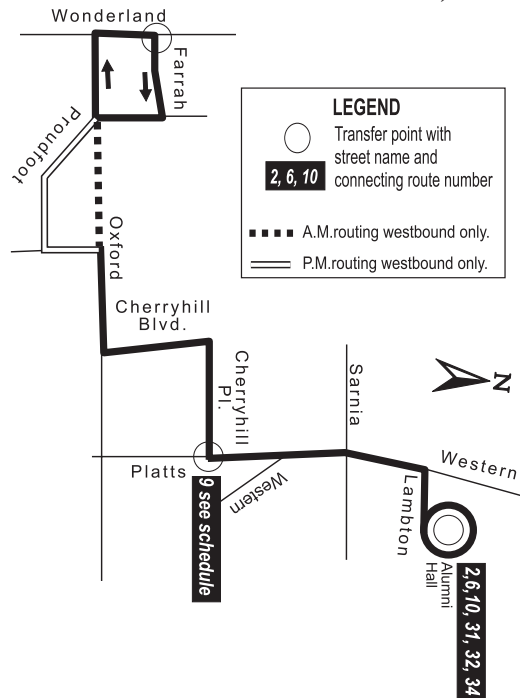 Wonderland
Farrah
Proudfoot
Oxford
LEGEND
Transfer point with
street name and
2, 6, 10
connecting route number
A.M.routing westbound only.
P.M.routing westbound only.
Cherryhill
Blvd.
Cherryhill
Pl.
Sarnia
N
Platts
Western
9 see schedule
Western
Lambton
Alumni
Hall
2,6,10, 31, 32, 34